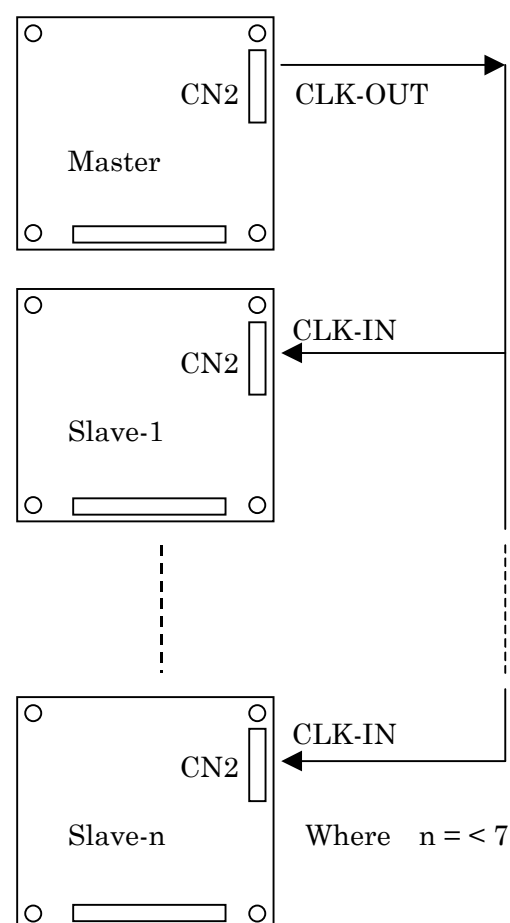 CN2 CLK-OUT
Master
CLK-IN
CN2
Slave-1
CLK-IN
CN2
Slave-n Where n = < 7